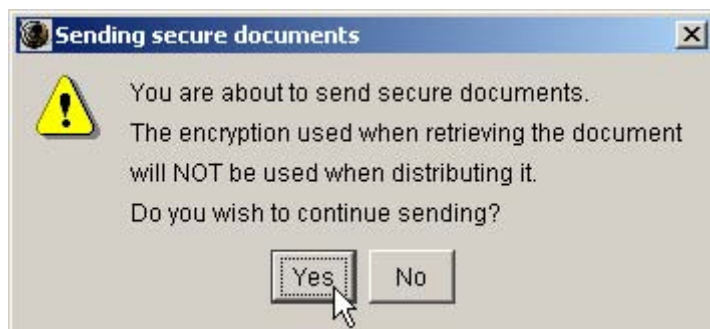 Sending secure documents
You are about to send secure documents.
The encryption used when retrieving the document
will NOT be used when distributing it.
Do you wish to continue sending?
Yes No